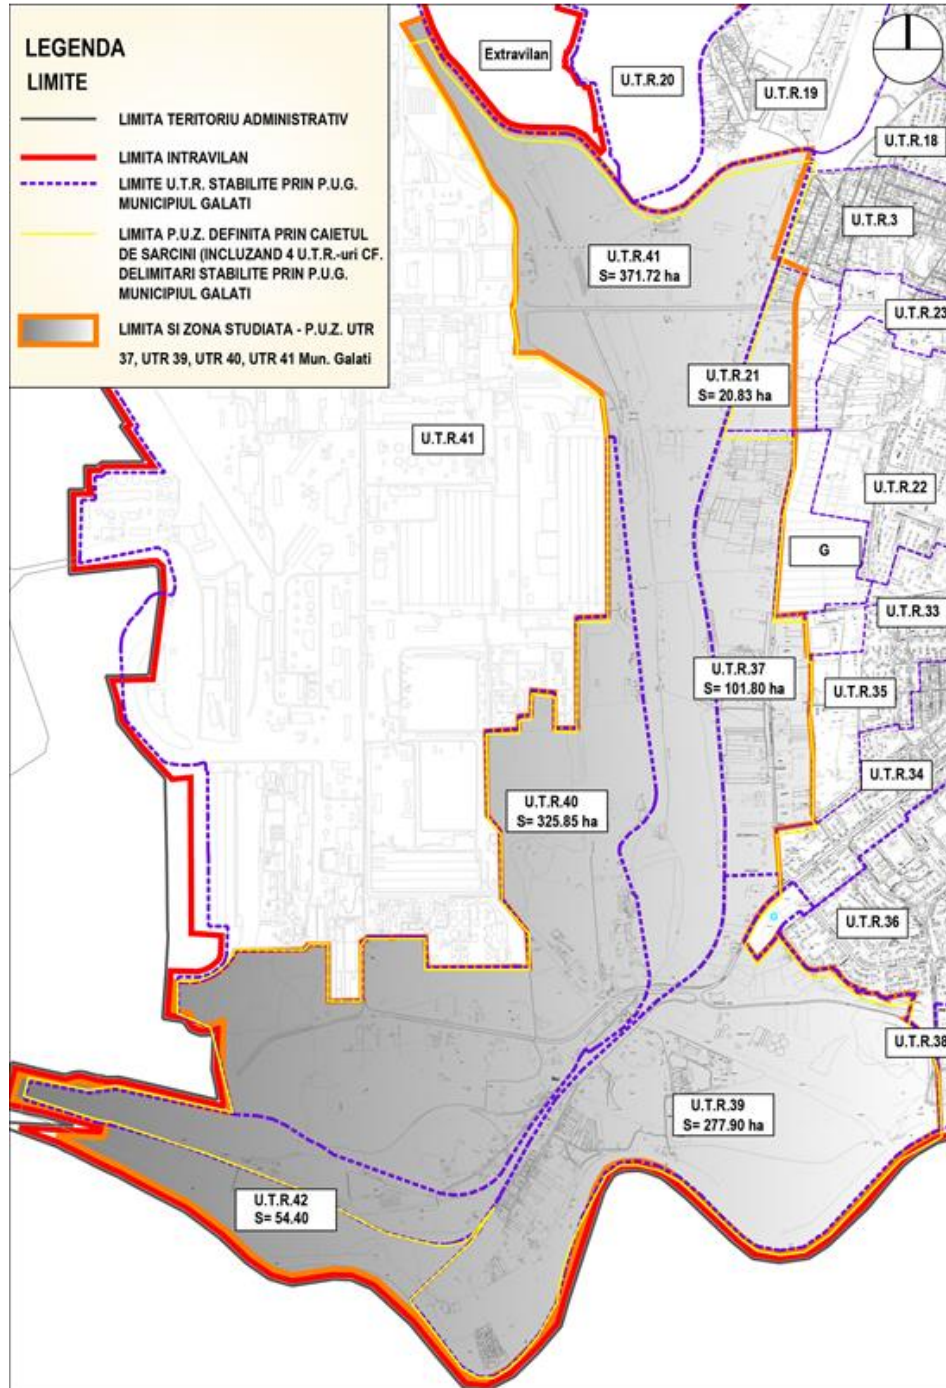 LEGENDA
LIMITE
LIMITA TERITORIU ADMINISTRATIV
LIMITA INTRAVILAN
LIMITE U.T.R. STABILITE PRIN P.U.G.
MUNICIPIUL GALATI
LIMITA P.U.Z. DEFINITA PRIN CAIETUL
DE SARCINI (INCLUZAND 4 U.T.R.-uri CF.
DELIMITARI STABILITE PRIN P.U.G.
MUNICIPIUL GALATI
LIMITA SI ZONA STUDIATA - P.U.Z. UTR
37, UTR 39, UTR 40, UTR 41 Mun. Galati
Extravilan
U.T.R.20
U.T.R.19
U.T.R.18
U.T.R.3
U.T.R.41
S= 371.72 ha
U.T.R.23
U.T.R.21
S= 20.83 ha
U.T.R.41
U.T.R.22
G
U.T.R.33
U.T.R.37
S= 101.80 ha
U.T.R.35
U.T.R.34
U.T.R.40
S= 325.85 ha
U.T.R.36
U.T.R.38
U.T.R.39
S= 277.90 ha
U.T.R.42
S= 54.40